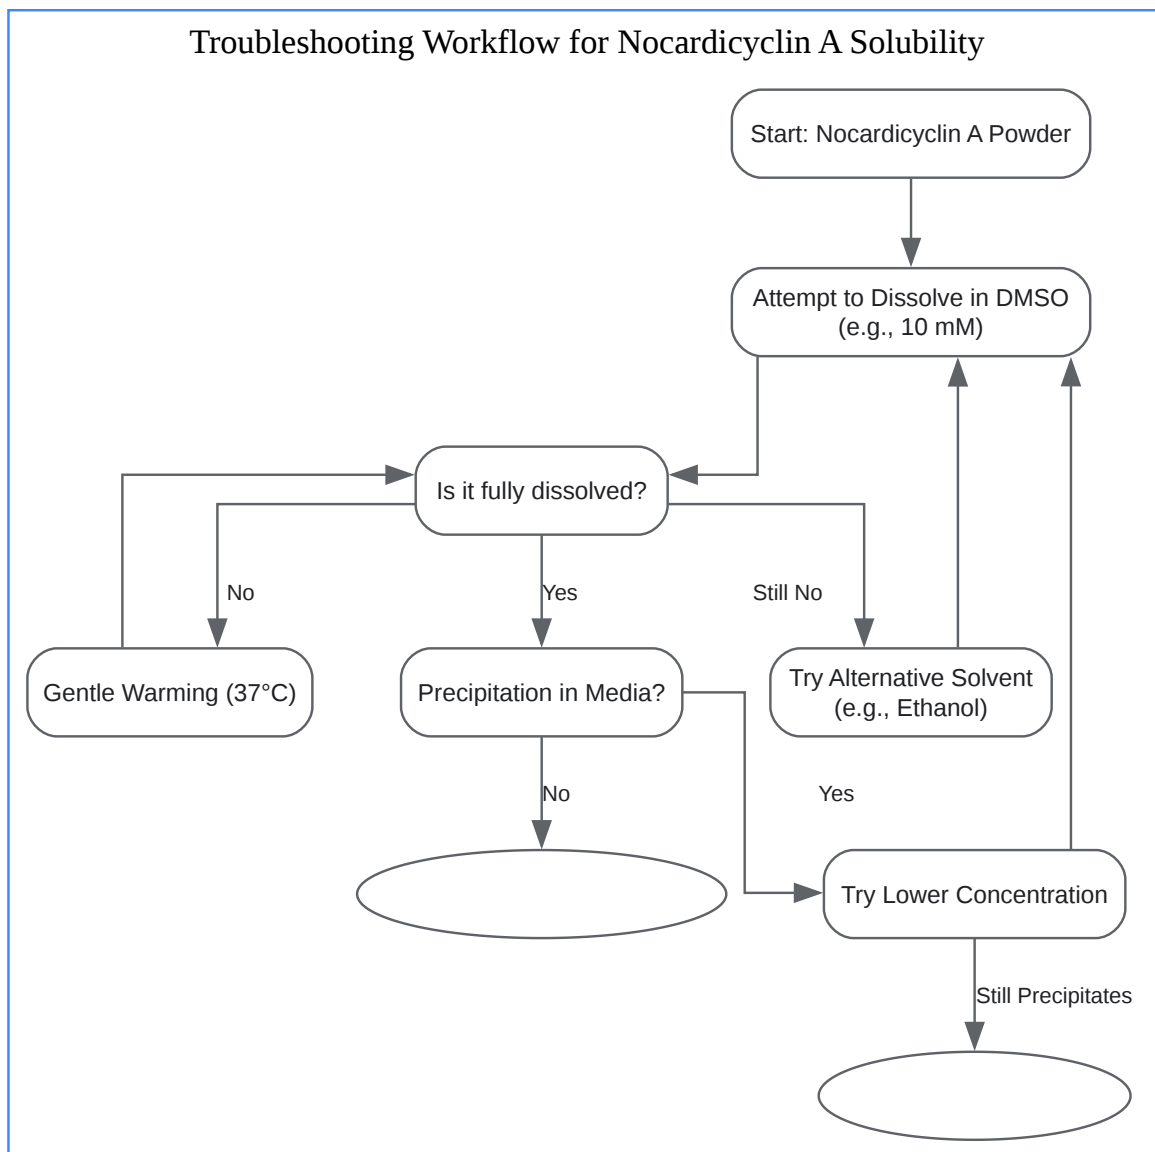 Troubleshooting Workflow for Nocardicyclin A Solubility
Start: Nocardicyclin A Powder
Attempt to Dissolve in DMSO
(e.g., 10 mM)
Is it fully dissolved?
No
Yes
Still No
Gentle Warming (37°C)
Precipitation in Media?
Try Alternative Solvent
(e.g., Ethanol)
No
Yes
Try Lower Concentration
Still Precipitates